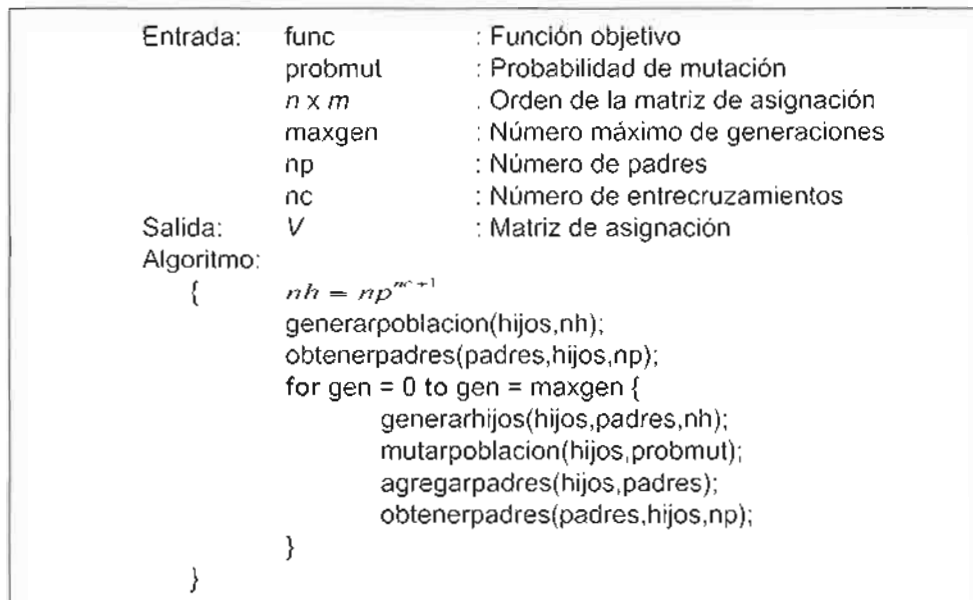 Entrada: func : Función objetivo
probmut : Probabilidad de mutación
n x m . Orden de la matriz de asignación
maxgen : Número máximo de generaciones
np : Número de padres
nc : Número de entrecruzamientos
Salida: V : Matriz de asignación
Algoritmo:
{ nh = np^nc+1
generarpoblacion(hijos,nh);
obtenerpadres(padres,hijos,np);
for gen = 0 to gen = maxgen {
generarhijos(hijos,padres,nh);
mutarpoblacion(hijos,probmut);
agregarpadres(hijos,padres);
obtenerpadres(padres,hijos,np);
}
}